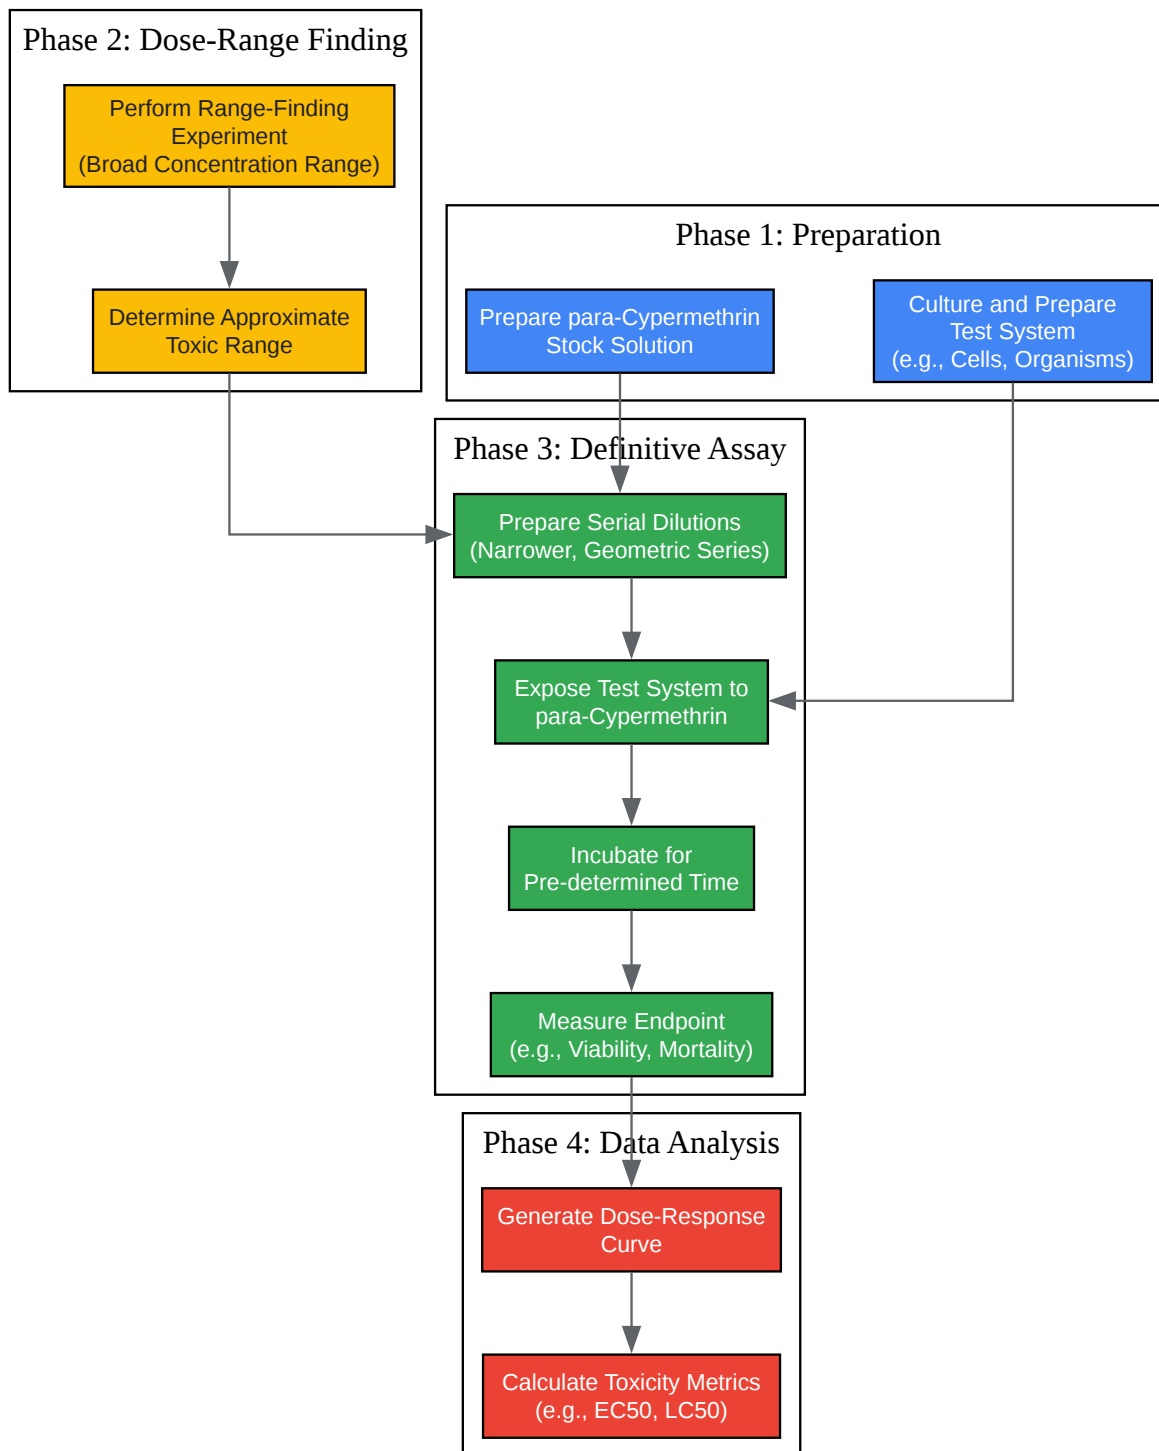 Phase 2: Dose-Range Finding
Perform Range-Finding
Experiment
(Broad Concentration Range)
Determine Approximate
Toxic Range
Phase 1: Preparation
Prepare para-Cypermethrin
Stock Solution
Culture and Prepare
Test System
(e.g., Cells, Organisms)
Phase 3: Definitive Assay
Prepare Serial Dilutions
(Narrower, Geometric Series)
Expose Test System to
para-Cypermethrin
Incubate for
Pre-determined Time
Measure Endpoint
(e.g., Viability, Mortality)
Phase 4: Data Analysis
Generate Dose-Response
Curve
Calculate Toxicity Metrics
(e.g., EC50, LC50)